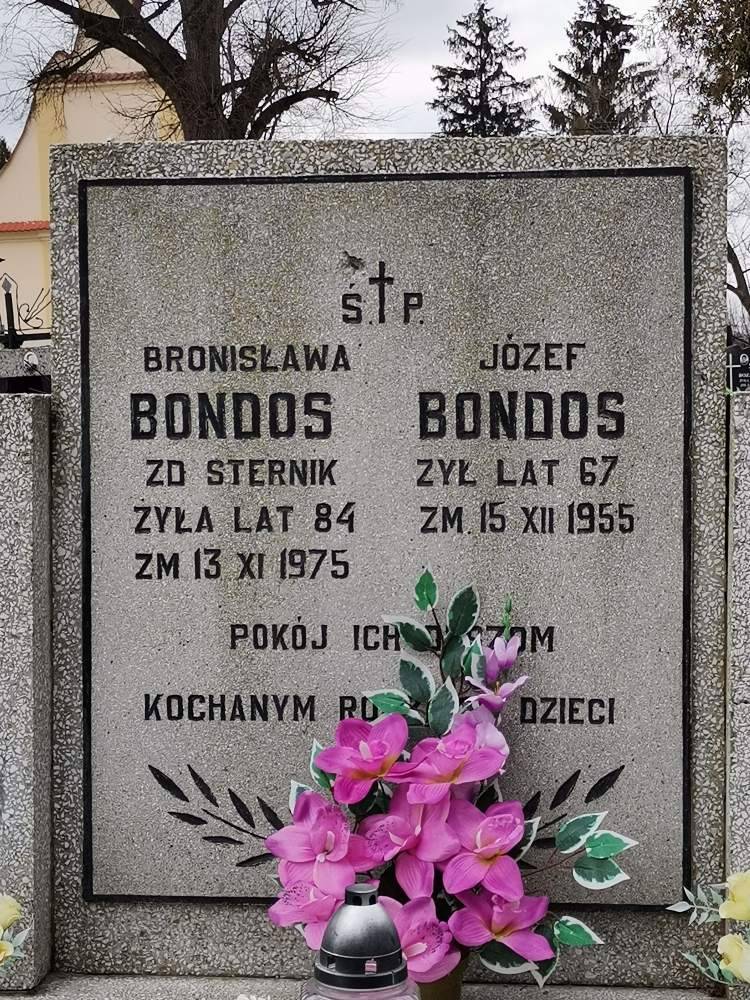 Ś. P.
BRONISŁAWA
BONDOS
ZD STERNIK
ŻYŁA LAT 84
ZM 13 XI 1975
JÓZEF
BONDOS
ŻYŁ LAT 67
ZM. 15 XII 1955
POKÓJ ICH
KOCHANYM DZIECI